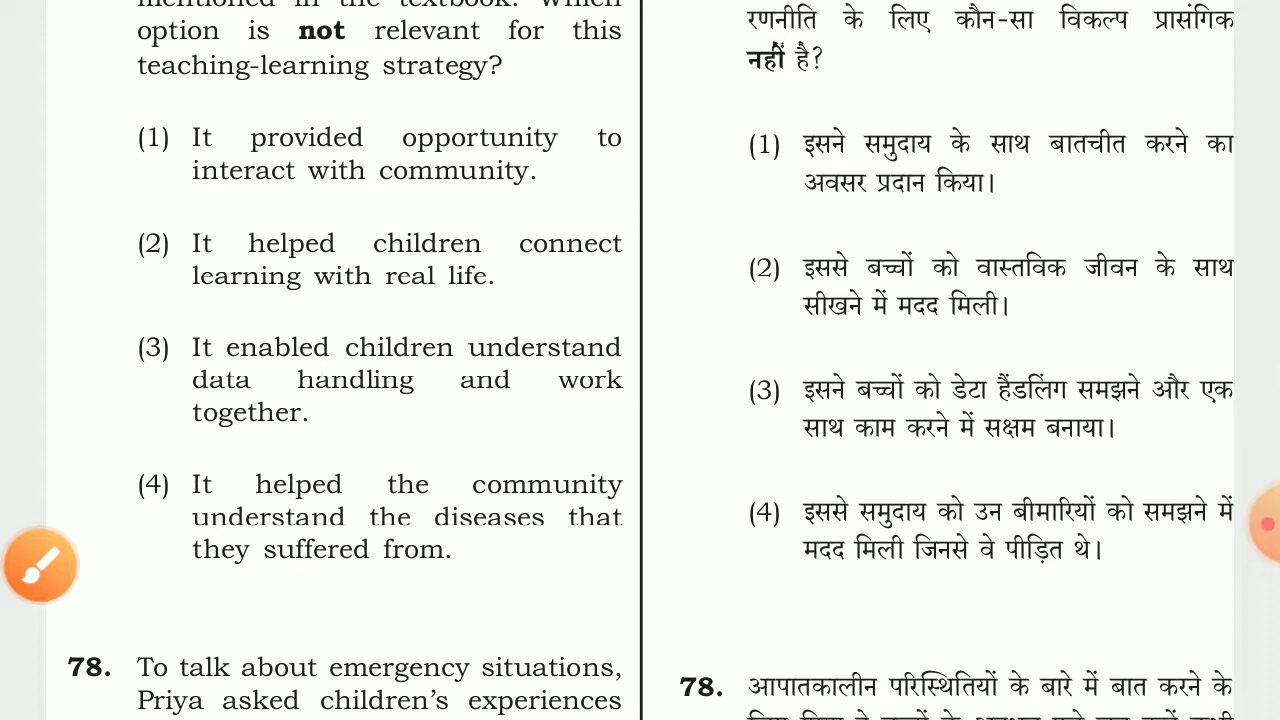 mentioned in the textbook. Which
option is not relevant for this
teaching-learning strategy?
(1) It provided opportunity to
interact with community.
(2) It helped children connect
learning with real life.
(3) It enabled children understand
data handling and work
together.
(4) It helped the community
understand the diseases that
they suffered from.
78. To talk about emergency situations,
Priya asked children's experiences
रणनीति के लिए कौन-सा विकल्प प्रासंगिक
नहीं है?
(1) इसने समुदाय के साथ बातचीत करने का
अवसर प्रदान किया।
(2) इससे बच्चों को वास्तविक जीवन के साथ
सीखने में मदद मिली।
(3) इसने बच्चों को डेटा हैंडलिंग समझने और एक
साथ काम करने में सक्षम बनाया।
(4) इससे समुदाय को उन बीमारियों को समझने में
मदद मिली जिनसे वे पीड़ित थे।
78. आपातकालीन परिस्थितियों के बारे में बात करने के